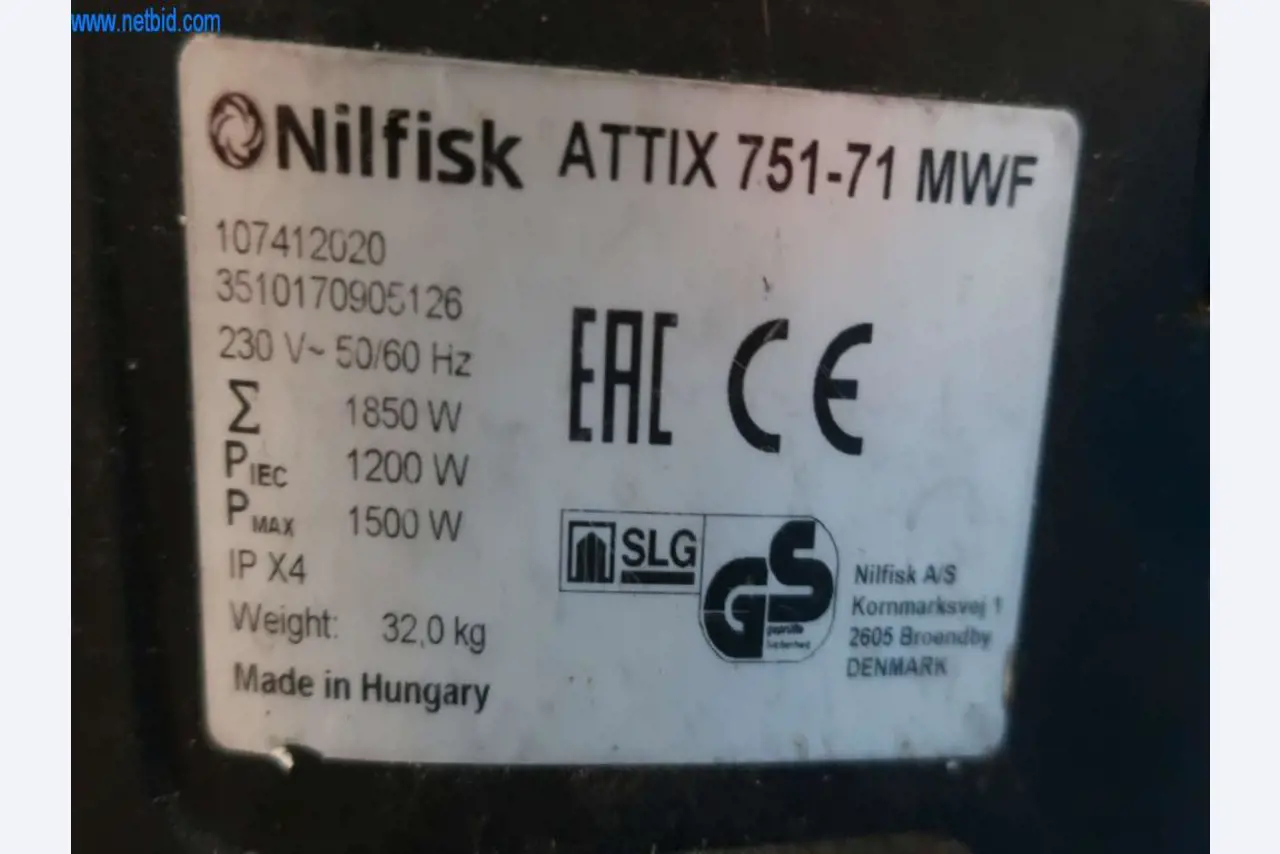 www.netbid.com
Nilfisk ATTIX 751-71 MWF
107412020
3510170905126
230 V~ 50/60 Hz
Σ 1850 W
PIEC 1200 W
PMAX 1500 W
IP X4
Weight: 32,0 kg
Made in Hungary
EAC CE
SLG
GS
geprüfte
Sicherheit
Nilfisk A/S
Kornmarksvej 1
2605 Broendby
DENMARK